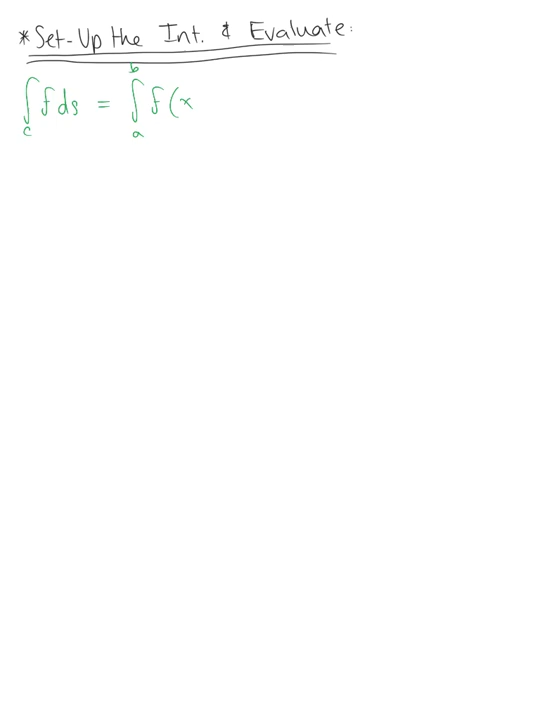 *Set-Up the Int. & Evaluate:
∫_C f ds = ∫_a^b f(x